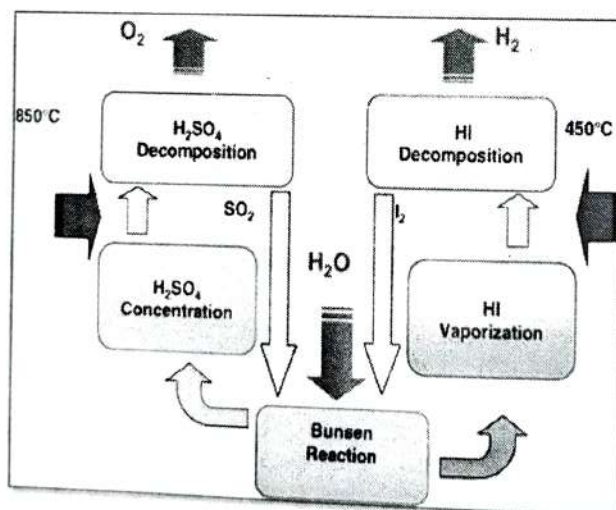 O₂
H₂
850°C
H₂SO₄
Decomposition
HI
Decomposition
450°C
SO₂
I₂
H₂O
H₂SO₄
Concentration
HI
Vaporization
Bunsen
Reaction